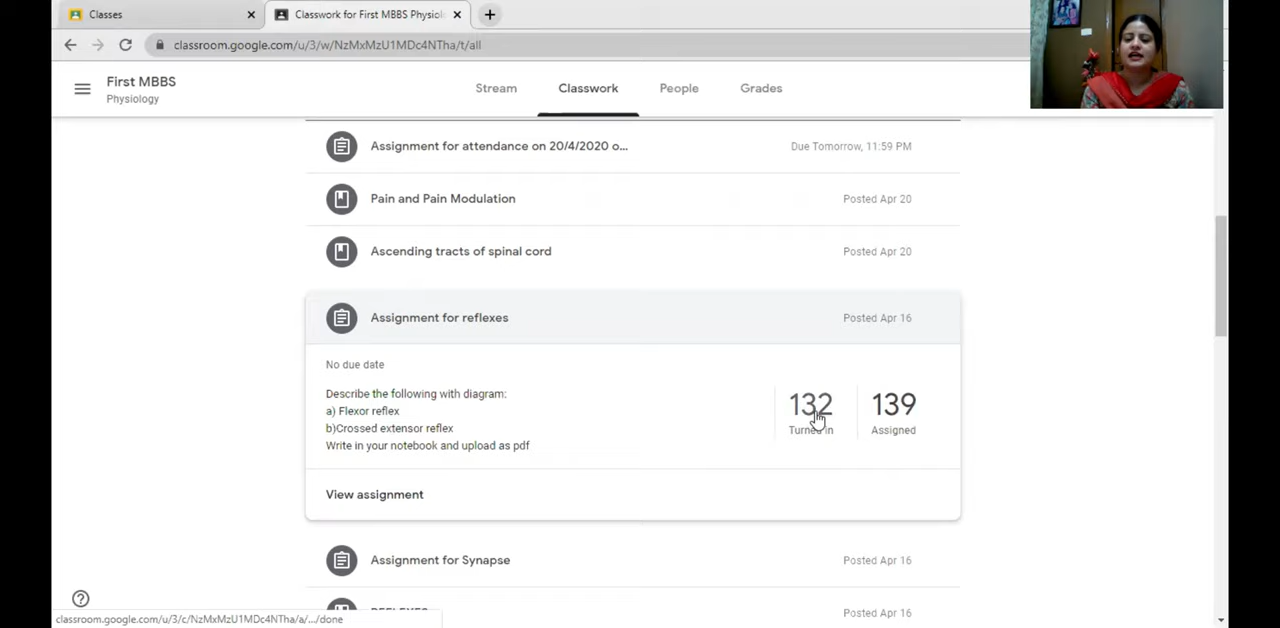 Classes
Classwork for First MBBS Physiol
classroom.google.com/u/3/w/NzMxMzU1MDc4NTha/t/all
First MBBS
Physiology
Stream
Classwork
People
Grades
Assignment for attendance on 20/4/2020 o...
Due Tomorrow, 11:59 PM
Pain and Pain Modulation
Posted Apr 20
Ascending tracts of spinal cord
Posted Apr 20
Assignment for reflexes
Posted Apr 16
No due date
Describe the following with diagram:
a) Flexor reflex
b)Crossed extensor reflex
Write in your notebook and upload as pdf
132
Turned in
139
Assigned
View assignment
Assignment for Synapse
Posted Apr 16
REFLEXES
Posted Apr 16
classroom.google.com/u/3/c/NzMxMzU1MDc4NTha/a/.../done